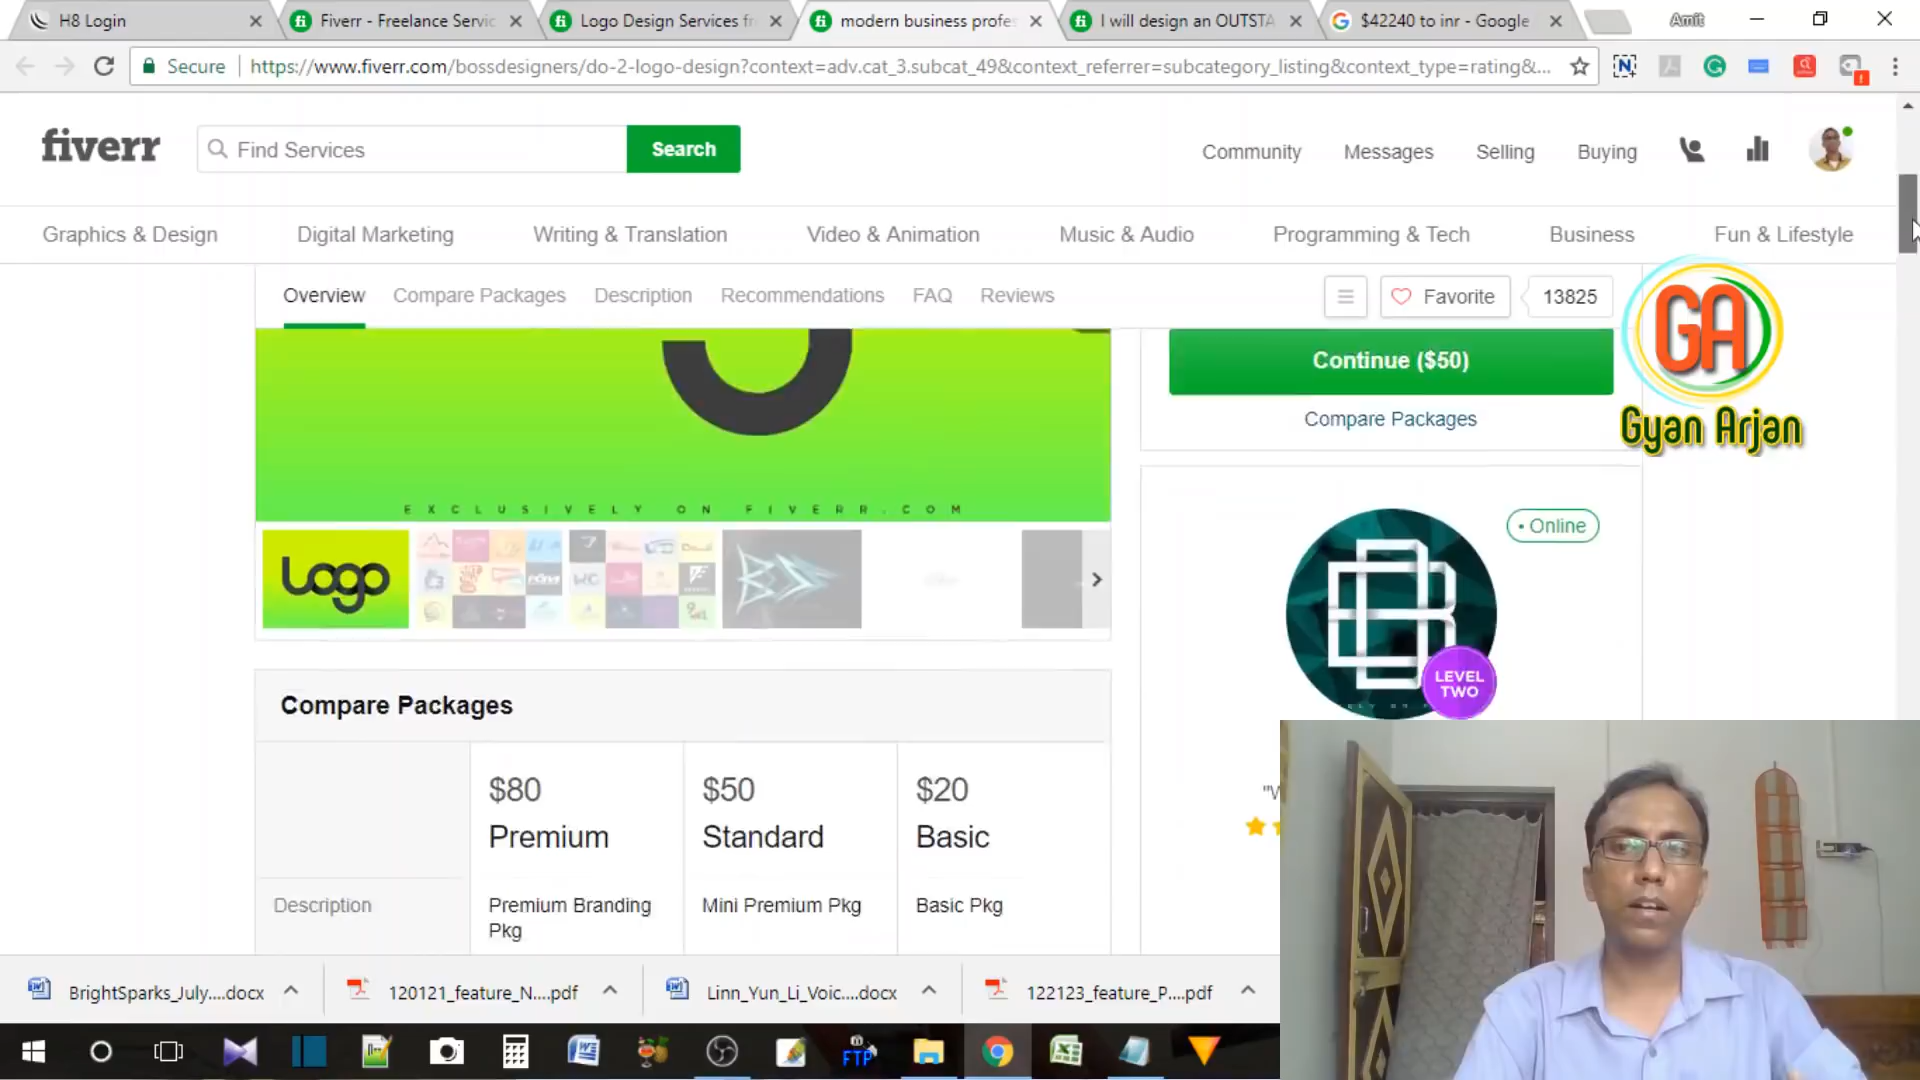 H8 Login
Fiverr - Freelance Servic
Logo Design Services fr
modern business profes
I will design an OUTSTA
$42240 to inr - Google
Amit
Secure
https://www.fiverr.com/bossdesigners/do-2-logo-design?context=adv.cat_3.subcat_49&context_referrer=subcategory_listing&context_type=rating&...
fiverr
Find Services
Search
Community
Messages
Selling
Buying
Graphics & Design
Digital Marketing
Writing & Translation
Video & Animation
Music & Audio
Programming & Tech
Business
Fun & Lifestyle
Overview
Compare Packages
Description
Recommendations
FAQ
Reviews
Favorite
13825
GA
Gyan Arjan
Continue ($50)
Compare Packages
EXCLUSIVELY ON FIVERR.COM
Logo
• Online
LEVEL
TWO
Compare Packages
$80
Premium
$50
Standard
$20
Basic
Description
Premium Branding
Pkg
Mini Premium Pkg
Basic Pkg
BrightSparks_July....docx
120121_feature_N....pdf
Linn_Yun_Li_Voic....docx
122123_feature_P....pdf
FTP